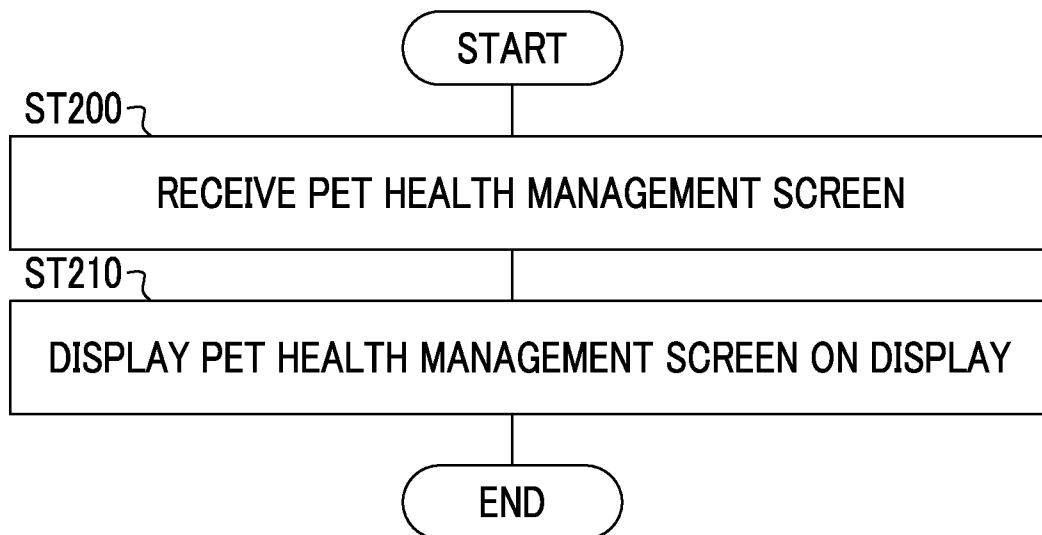 START
ST200
RECEIVE PET HEALTH MANAGEMENT SCREEN
ST210
DISPLAY PET HEALTH MANAGEMENT SCREEN ON DISPLAY
END